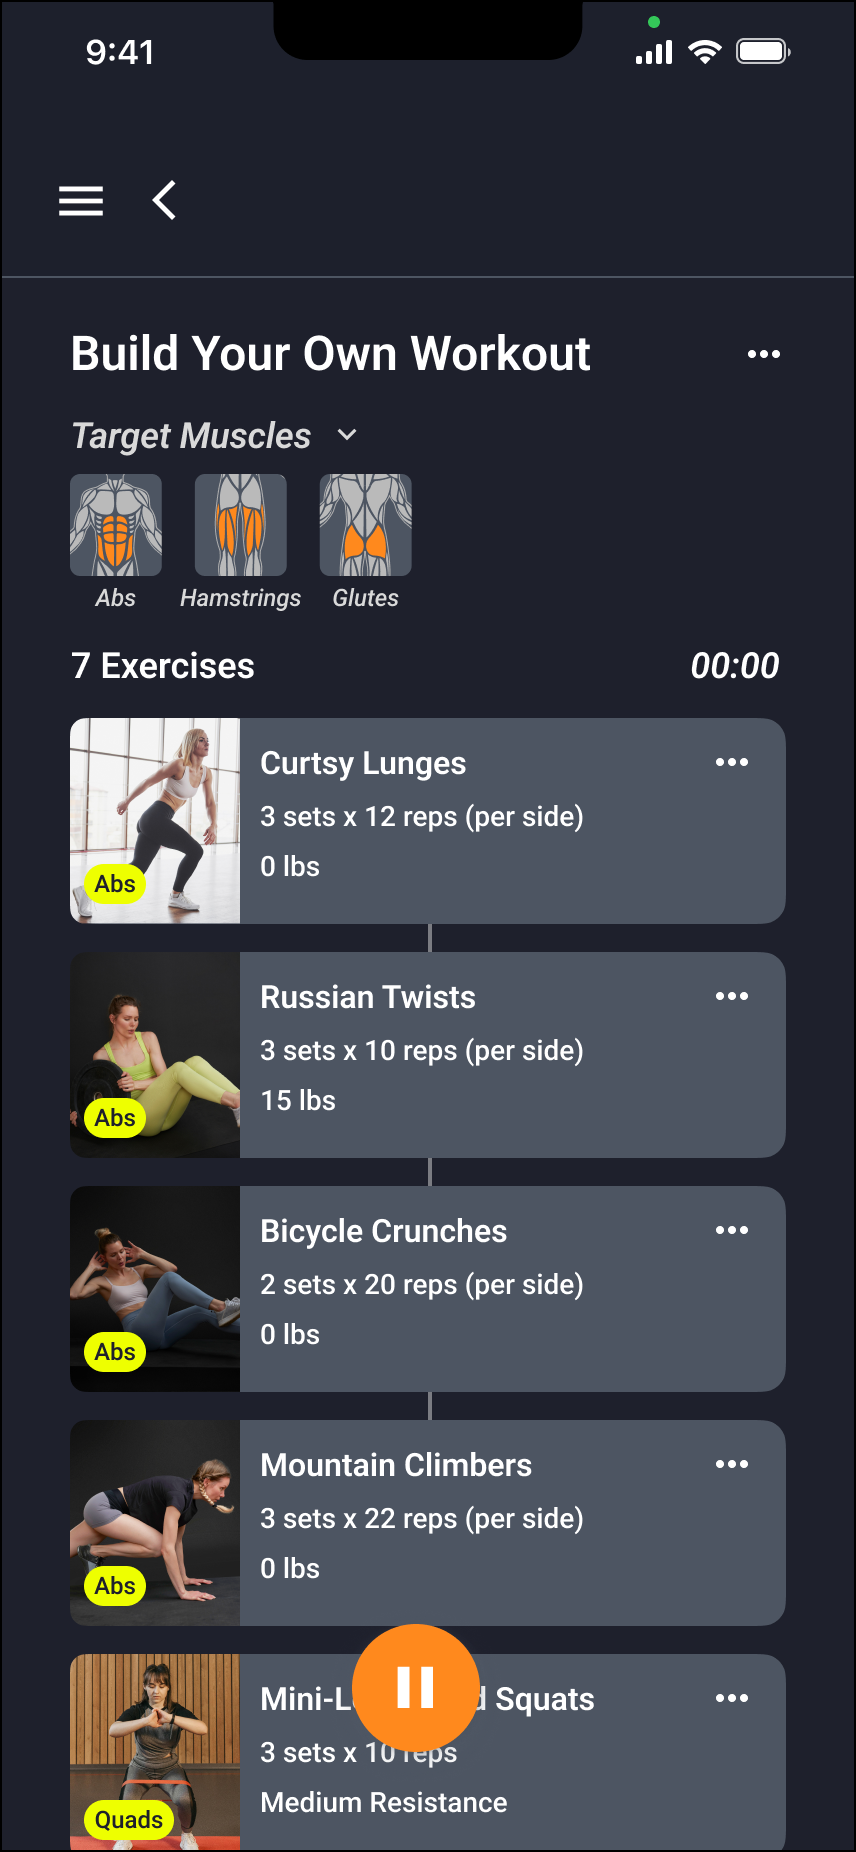 9:41
Build Your Own Workout
Target Muscles
Abs Hamstrings Glutes
7 Exercises 00:00
Curtsy Lunges
3 sets x 12 reps (per side)
0 lbs
Abs
Russian Twists
3 sets x 10 reps (per side)
15 lbs
Abs
Bicycle Crunches
2 sets x 20 reps (per side)
0 lbs
Abs
Mountain Climbers
3 sets x 22 reps (per side)
0 lbs
Abs
Squats
3 sets x 10 reps
Medium Resistance
Quads